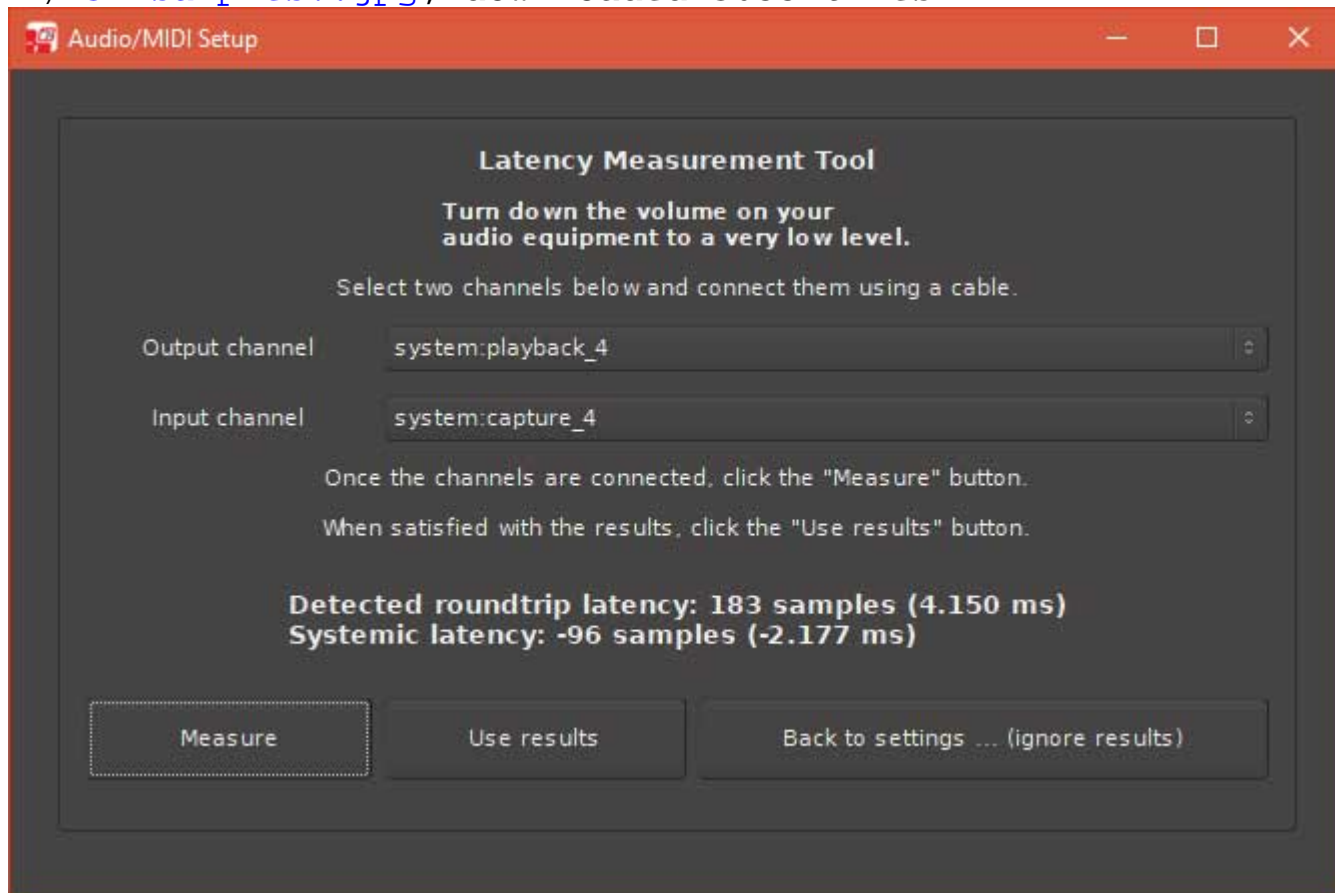 Audio/MIDI Setup
Latency Measurement Tool
Turn down the volume on your
audio equipment to a very low level.
Select two channels below and connect them using a cable.
Output channel system:playback_4
Input channel system:capture_4
Once the channels are connected, click the "Measure" button.
When satisfied with the results, click the "Use results" button.
Detected roundtrip latency: 183 samples (4.150 ms)
Systemic latency: -96 samples (-2.177 ms)
Measure Use results Back to settings ... (ignore results)